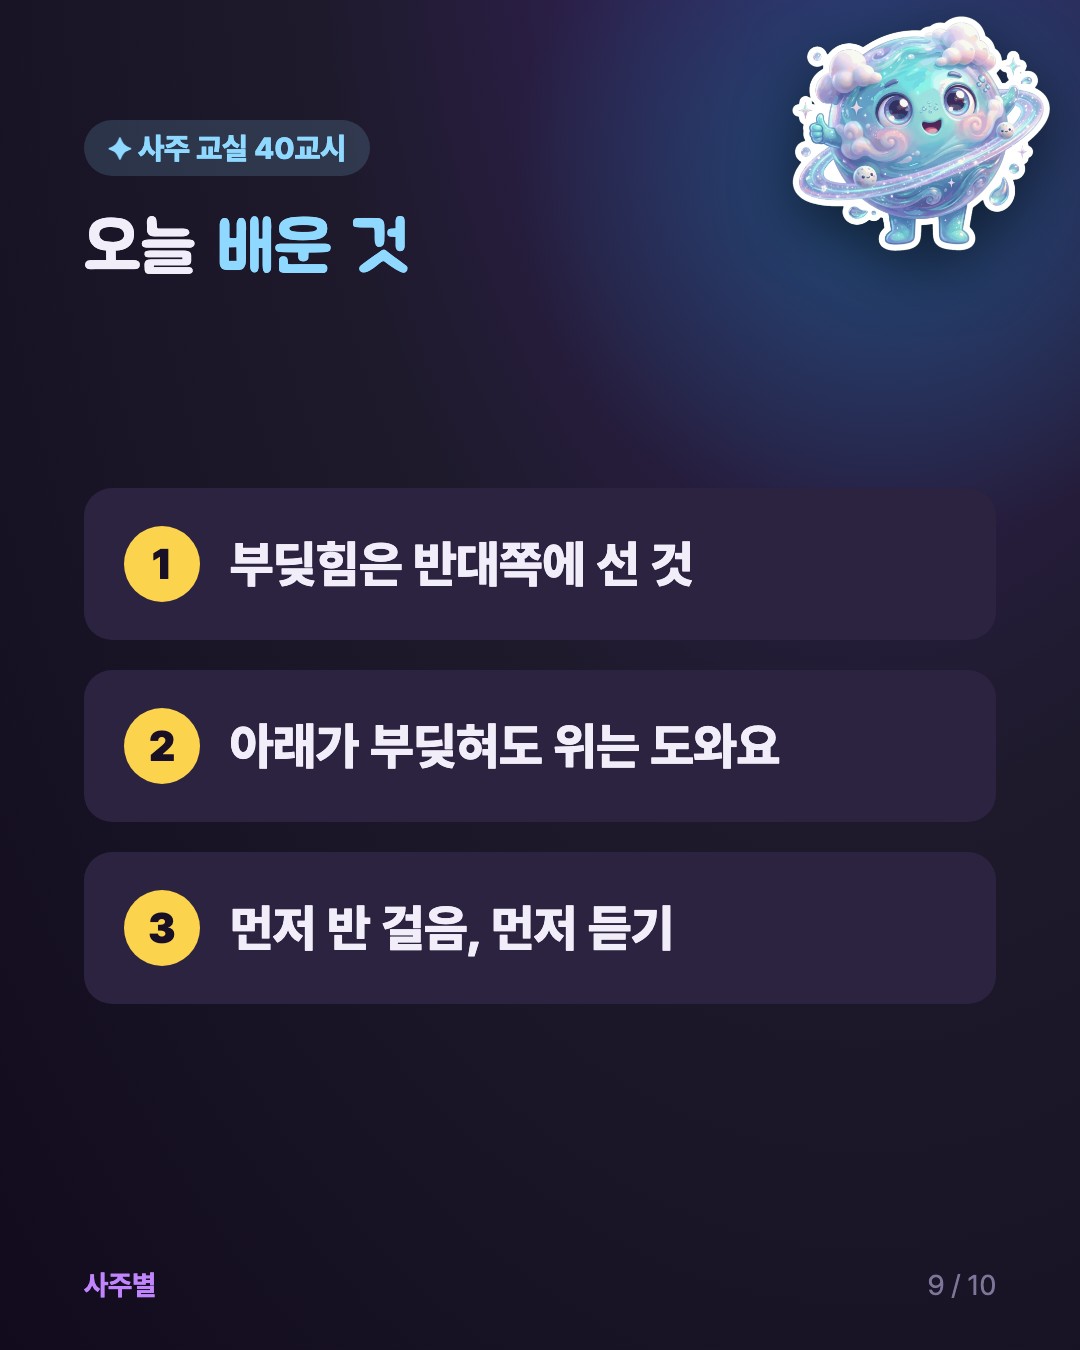 ✦ 사주 교실 40교시
오늘 배운 것
1 부딪힘은 반대쪽에 선 것
2 아래가 부딪혀도 위는 도와요
3 먼저 반 걸음, 먼저 듣기
사주별
9 / 10